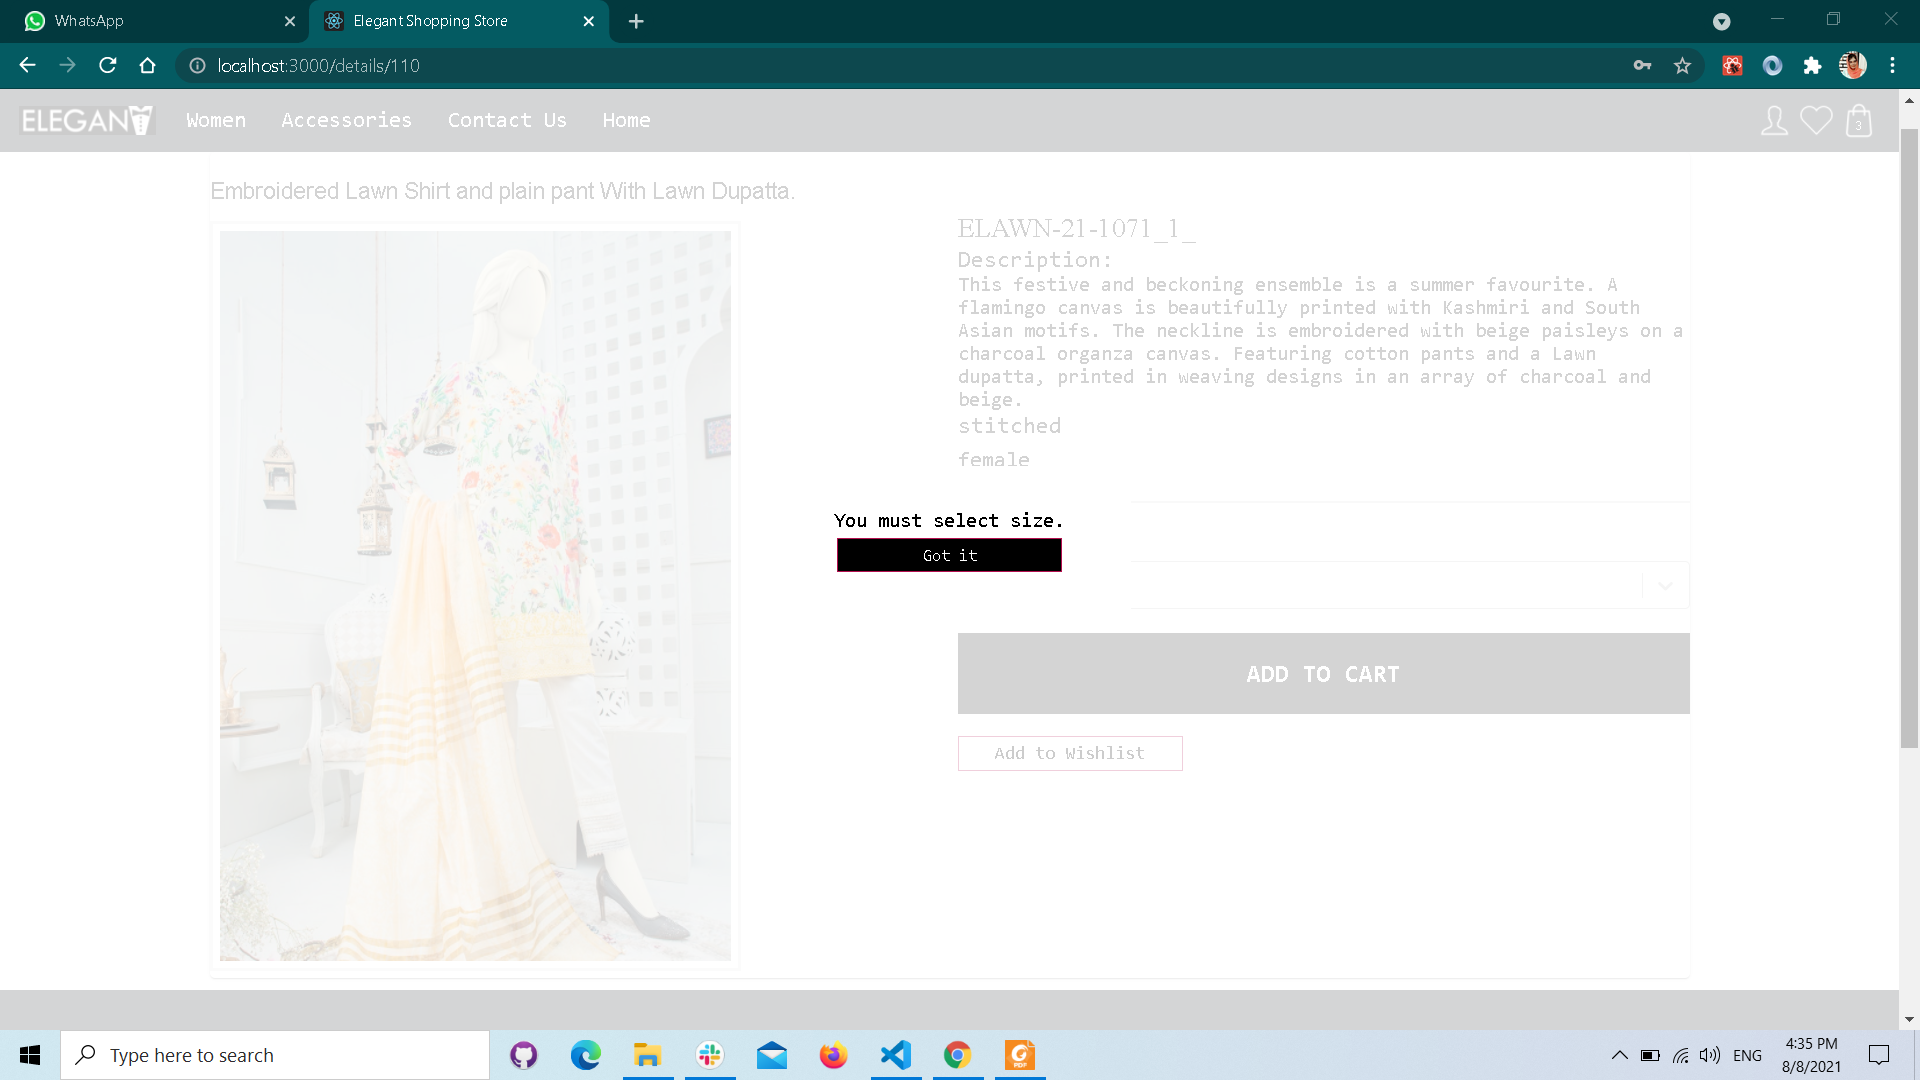 WhatsApp
Elegant Shopping Store
localhost:3000/details/110
ELEGANT
Women
Accessories
Contact Us
Home
3
Embroidered Lawn Shirt and plain pant With Lawn Dupatta.
ELAWN-21-1071_1_
Description:
This festive and beckoning ensemble is a summer favourite. A
flamingo canvas is beautifully printed with Kashmiri and South
Asian motifs. The neckline is embroidered with beige paisleys on a
charcoal organza canvas. Featuring cotton pants and a Lawn
dupatta, printed in weaving designs in an array of charcoal and
beige.
stitched
female
You must select size.
Got it
ADD TO CART
Add to Wishlist
Type here to search
PDF
ENG
4:35 PM
8/8/2021